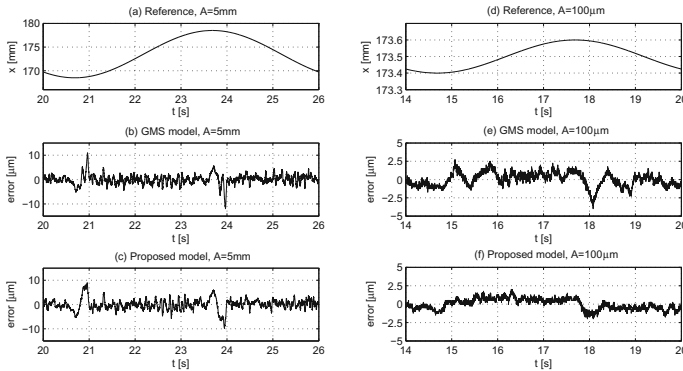 (a) Reference, A=5mm
180
175
170
x [mm]
20 21 22 23 24 25 26
t [s]
(b) GMS model, A=5mm
10
0
−10
error [μm]
20 21 22 23 24 25 26
t [s]
(c) Proposed model, A=5mm
10
0
−10
error [μm]
20 21 22 23 24 25 26
t [s]
(d) Reference, A=100μm
173.6
173.5
173.4
173.3
x [mm]
14 15 16 17 18 19 20
t [s]
(e) GMS model, A=100μm
5
2.5
0
−2.5
−5
error [μm]
14 15 16 17 18 19 20
t [s]
(f) Proposed model, A=100μm
5
2.5
0
−2.5
−5
error [μm]
14 15 16 17 18 19 20
t [s]